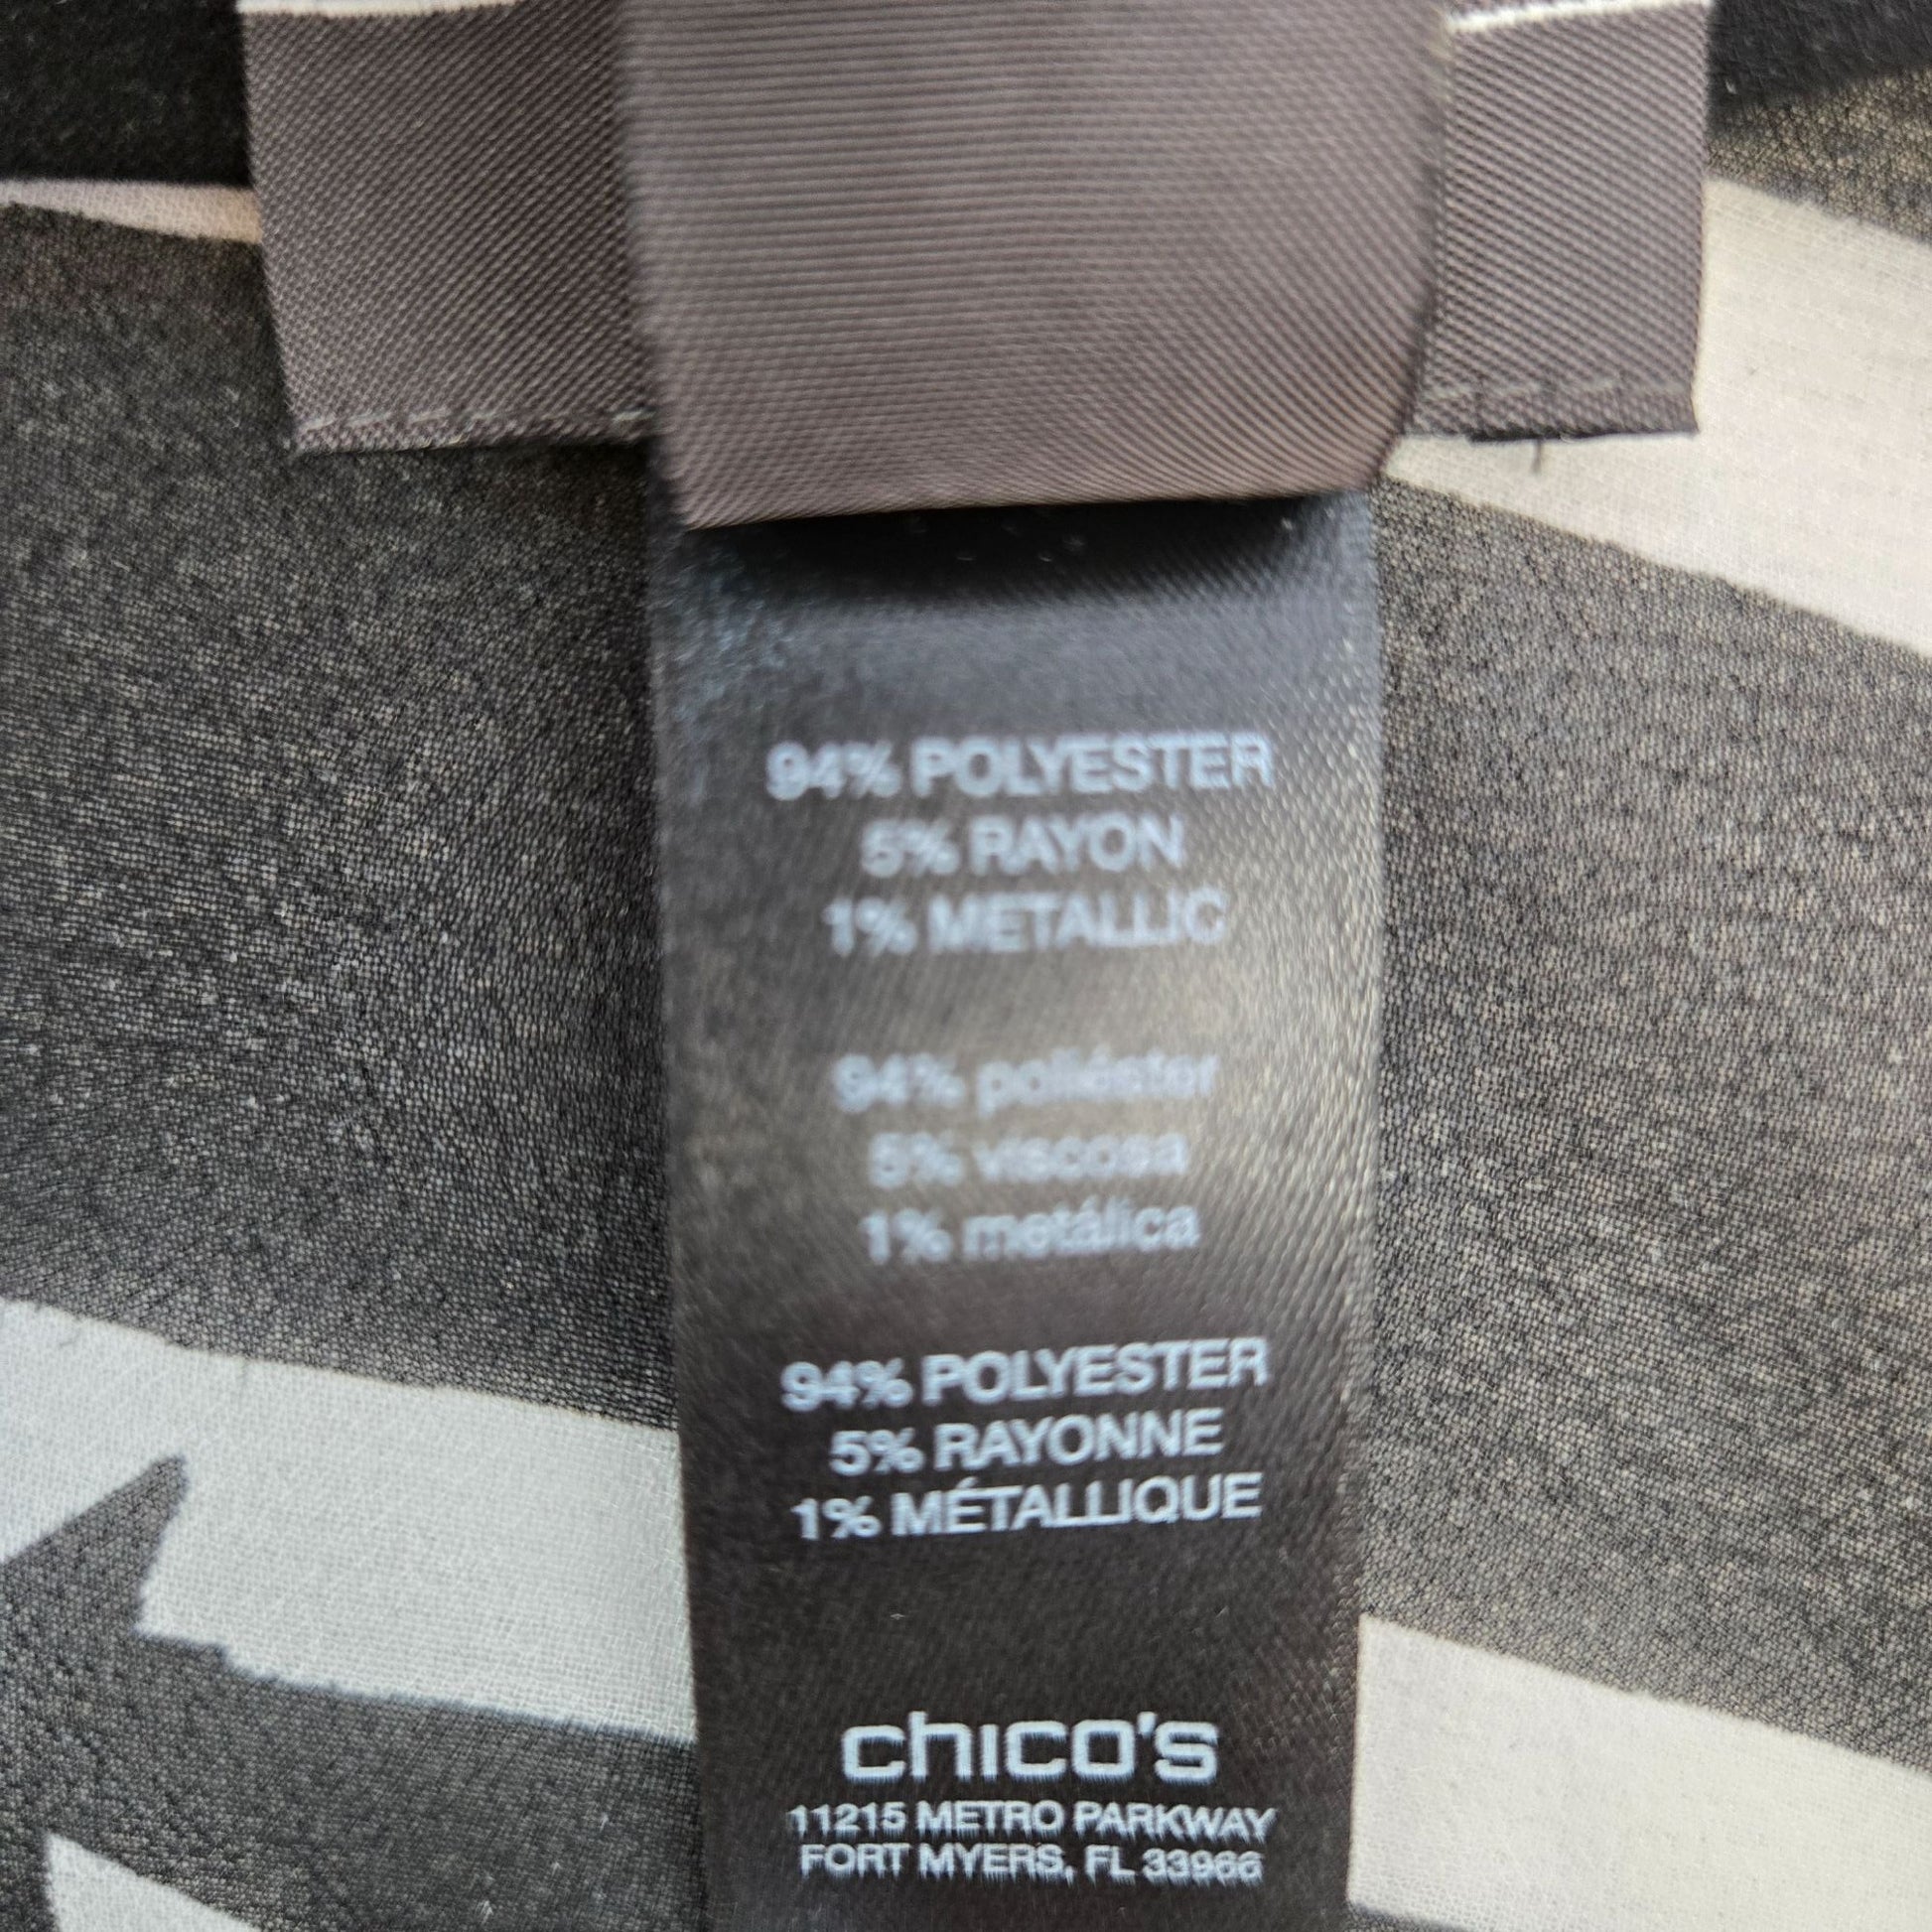 94% POLYESTER
5% RAYON
1% METALLIC
94% poliéster
5% viscosa
1% metálica
94% POLYESTER
5% RAYONNE
1% MÉTALLIQUE
chico's
11215 METRO PARKWAY
FORT MYERS, FL 33966